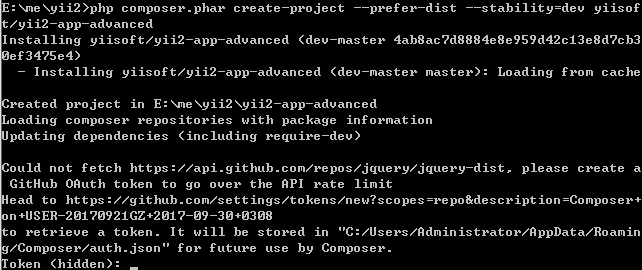 E:\me\yii2>php composer.phar create-project --prefer-dist --stability=dev yiisof
t/yii2-app-advanced
Installing yiisoft/yii2-app-advanced (dev-master 4ab8ac7d8884e8e959d42c13e8d7cb3
0ef3475e4)
  - Installing yiisoft/yii2-app-advanced (dev-master master): Loading from cache
Created project in E:\me\yii2\yii2-app-advanced
Loading composer repositories with package information
Updating dependencies (including require-dev)
Could not fetch https://api.github.com/repos/jquery/jquery-dist, please create a
 GitHub OAuth token to go over the API rate limit
Head to https://github.com/settings/tokens/new?scopes=repo&description=Composer+
on+USER-20170921GZ+2017-09-30+0308
to retrieve a token. It will be stored in "C:/Users/Administrator/AppData/Roamin
g/Composer/auth.json" for future use by Composer.
Token (hidden):